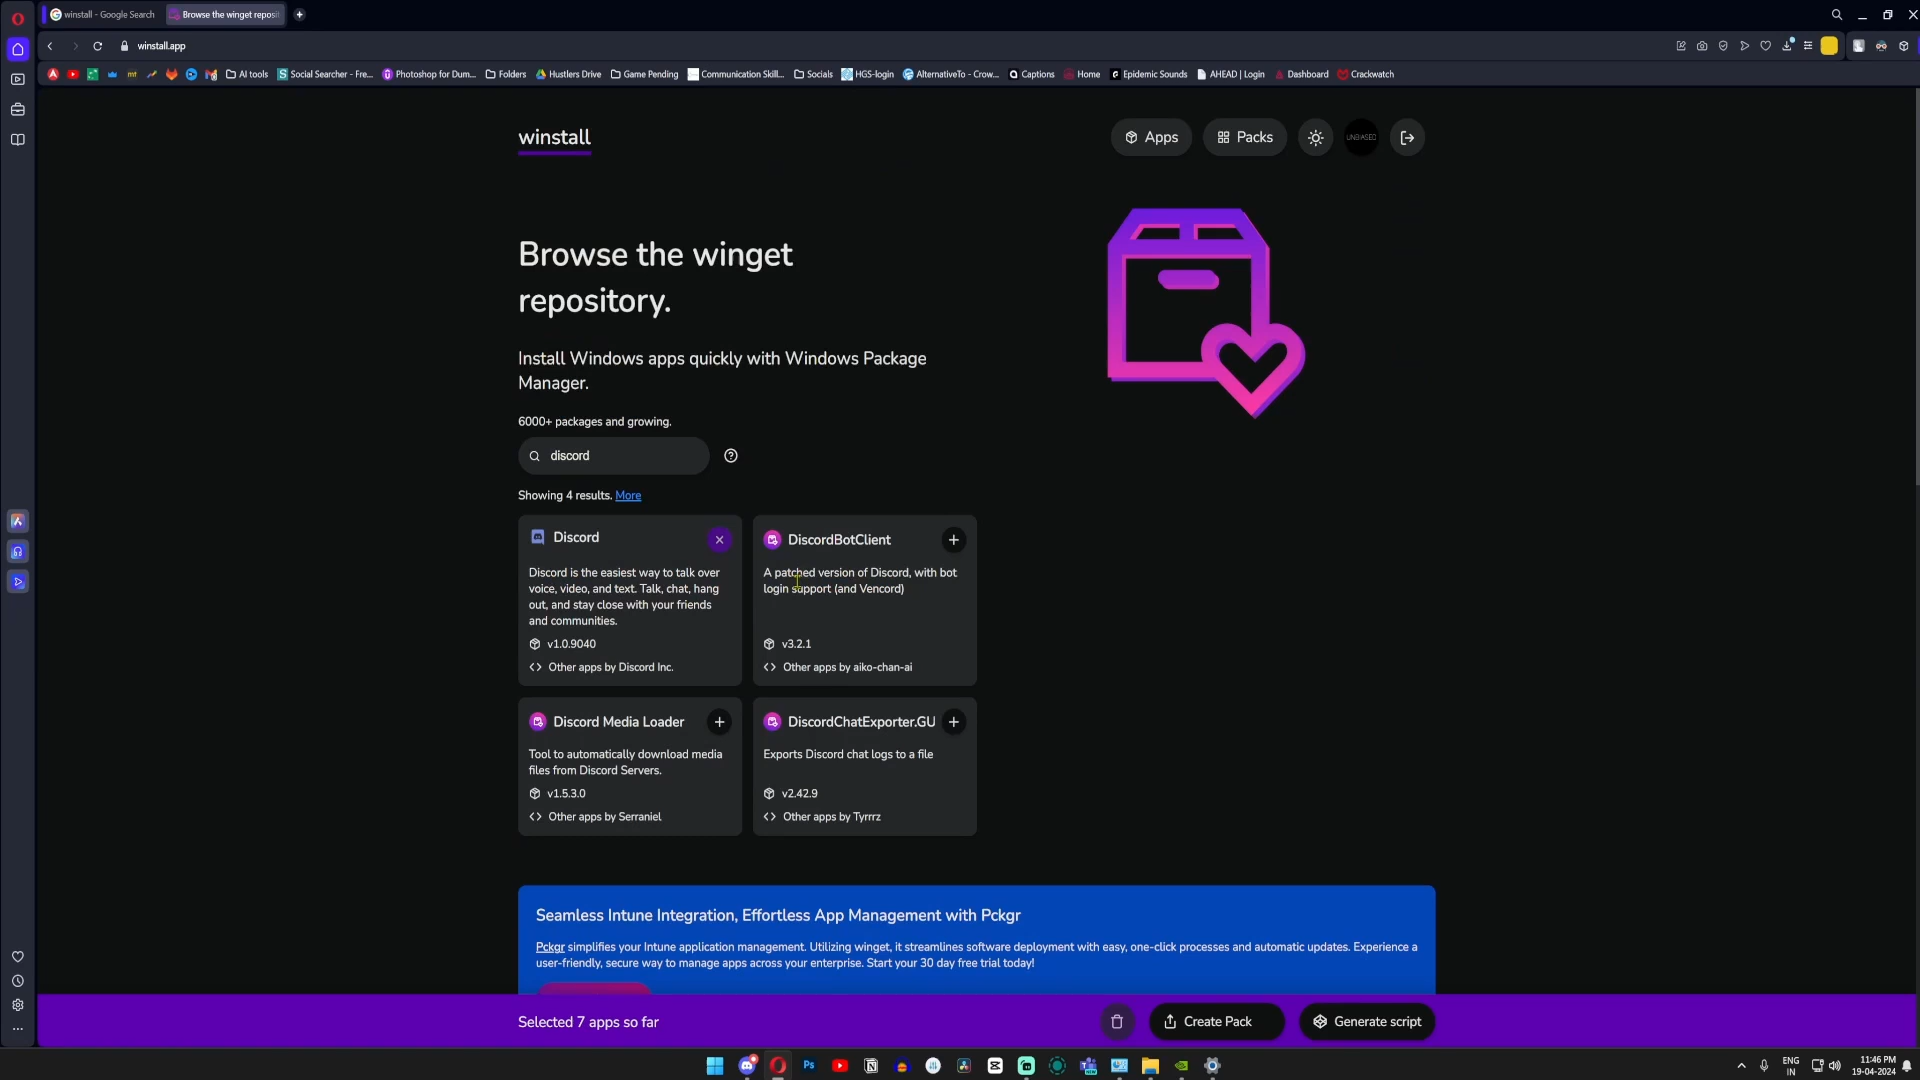 winstall - Google Search
Browse the winget reposit
winstall.app
AI tools
Social Searcher - Fre...
Photoshop for Dum...
Folders
Hustlers Drive
Game Pending
Communication Skill...
Socials
HGS-login
AlternativeTo - Crow...
Captions
Home
Epidemic Sounds
AHEAD | Login
Dashboard
Crackwatch
winstall
Apps
Packs
UNBIASED
Browse the winget
repository.
Install Windows apps quickly with Windows Package
Manager.
6000+ packages and growing.
discord
Showing 4 results. More
Discord
Discord is the easiest way to talk over
voice, video, and text. Talk, chat, hang
out, and stay close with your friends
and communities.
v1.0.9040
Other apps by Discord Inc.
DiscordBotClient
A patched version of Discord, with bot
login support (and Vencord)
v3.2.1
Other apps by aiko-chan-ai
Discord Media Loader
Tool to automatically download media
files from Discord Servers.
v1.5.3.0
Other apps by Serraniel
DiscordChatExporter.GU
Exports Discord chat logs to a file
v2.42.9
Other apps by Tyrrrz
Seamless Intune Integration, Effortless App Management with Pckgr
Pckgr simplifies your Intune application management. Utilizing winget, it streamlines software deployment with easy, one-click processes and automatic updates. Experience a
user-friendly, secure way to manage apps across your enterprise. Start your 30 day free trial today!
Selected 7 apps so far
Create Pack
Generate script
Ps
ENG
IN
11:46 PM
19-04-2024